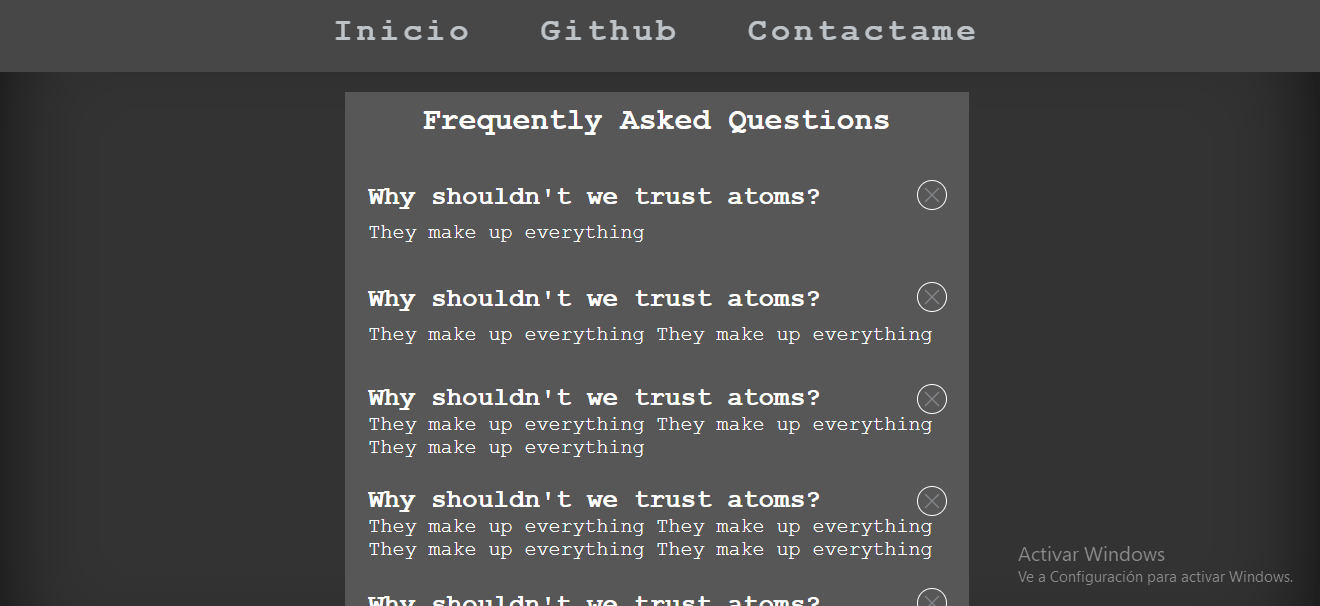 Inicio Github Contactame
Frequently Asked Questions
Why shouldn't we trust atoms?
They make up everything
Why shouldn't we trust atoms?
They make up everything They make up everything
Why shouldn't we trust atoms?
They make up everything They make up everything
They make up everything
Why shouldn't we trust atoms?
They make up everything They make up everything
They make up everything They make up everything
Activar Windows
Ve a Configuración para activar Windows.
Why shouldn't we trust atoms?